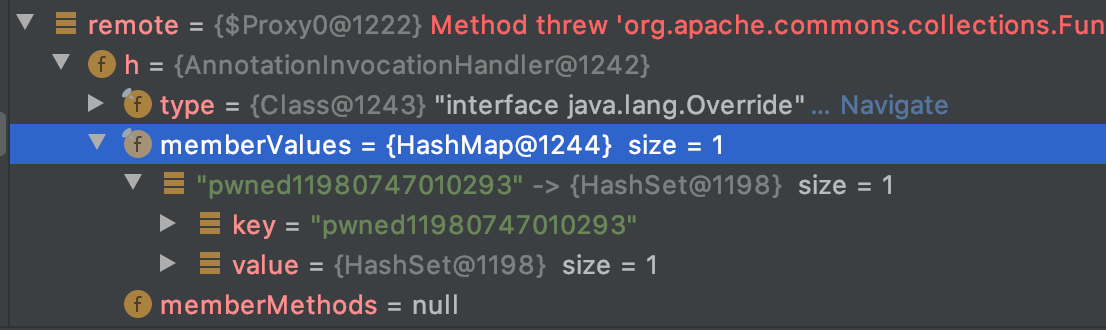 remote = {$Proxy0@1222} Method threw 'org.apache.commons.collections.Fun
f h = {AnnotationInvocationHandler@1242}
f type = {Class@1243} "interface java.lang.Override"... Navigate
f memberValues = {HashMap@1244} size = 1
"pwned11980747010293" -> {HashSet@1198} size = 1
key = "pwned11980747010293"
value = {HashSet@1198} size = 1
f memberMethods = null